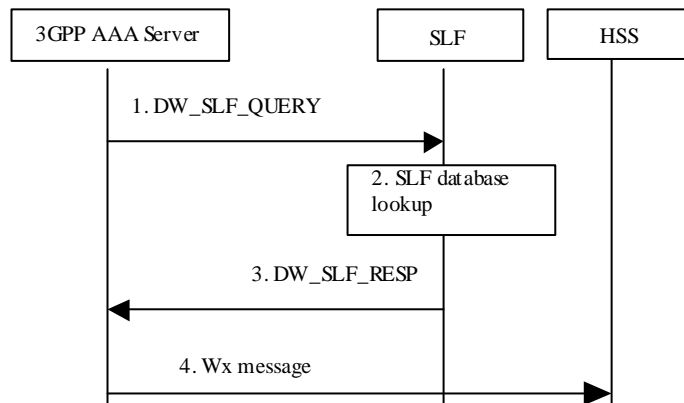 3GPP AAA Server
SLF
HSS
1. DW_SLF_QUERY
2. SLF database
lookup
3. DW_SLF_RESP
4. Wx message